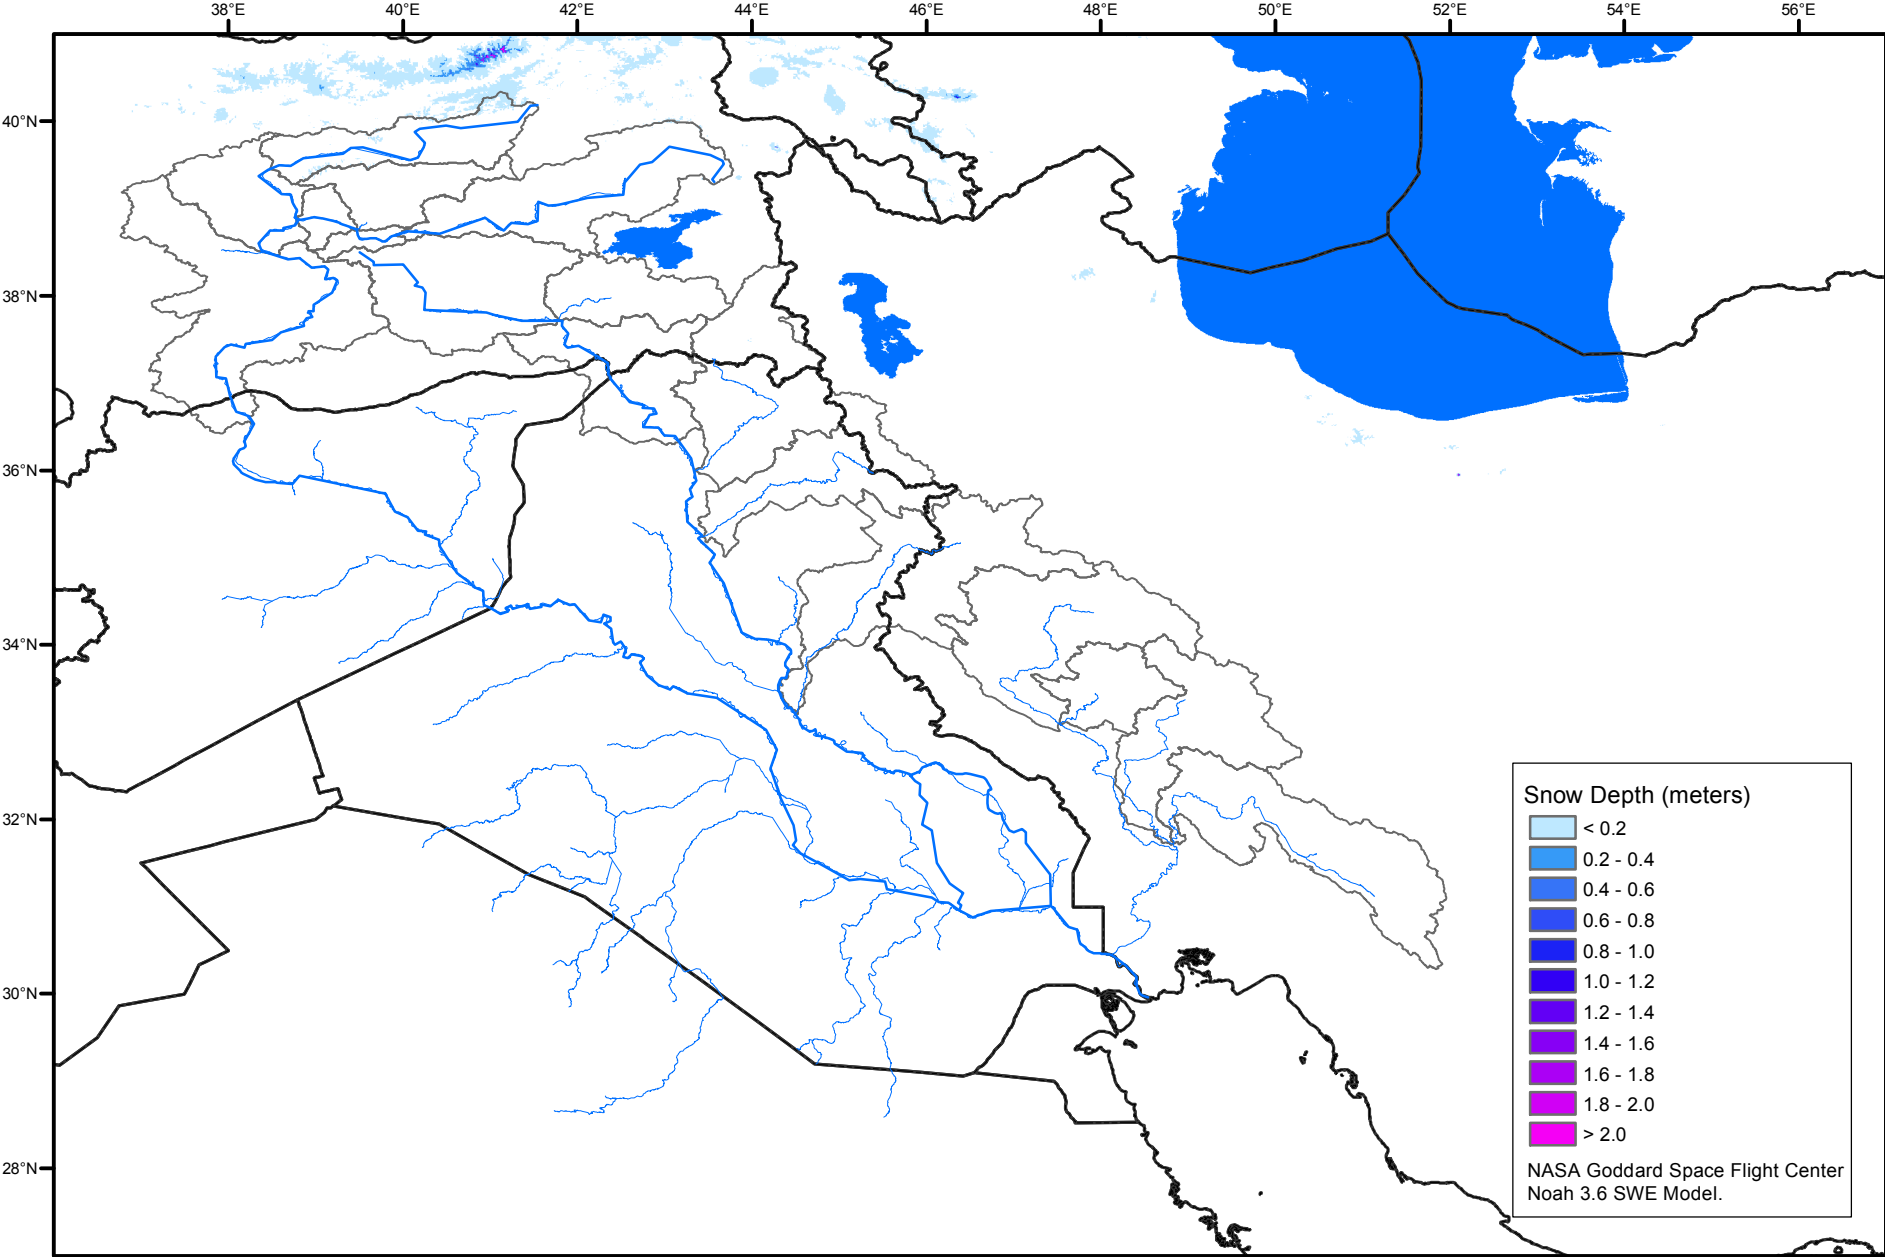 38°E 40°E 42°E 44°E 46°E 48°E 50°E 52°E 54°E 56°E
40°N
38°N
36°N
34°N
32°N
30°N
28°N
Snow Depth (meters)
< 0.2
0.2 - 0.4
0.4 - 0.6
0.6 - 0.8
0.8 - 1.0
1.0 - 1.2
1.2 - 1.4
1.4 - 1.6
1.6 - 1.8
1.8 - 2.0
> 2.0
NASA Goddard Space Flight Center
Noah 3.6 SWE Model.